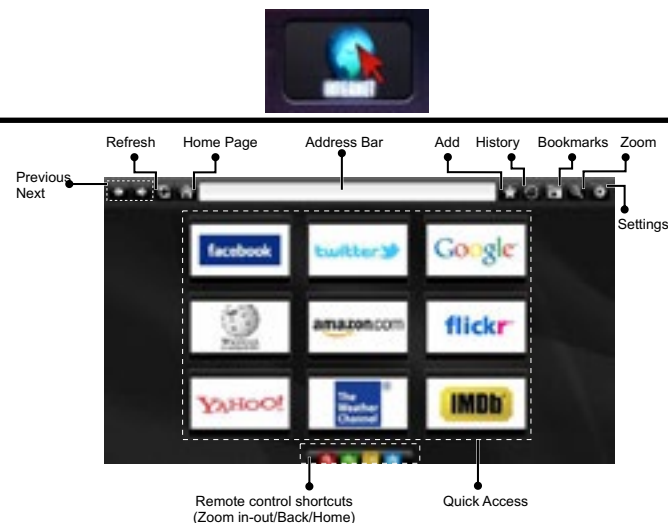 INTERNET
Refresh
Home Page
Address Bar
Add
History
Bookmarks
Zoom
Previous
Next
Settings
facebook
twitter
Google
amazon.com
flickr
YAHOO!
The
Weather
Channel
IMDb
Remote control shortcuts
(Zoom in-out/Back/Home)
Quick Access